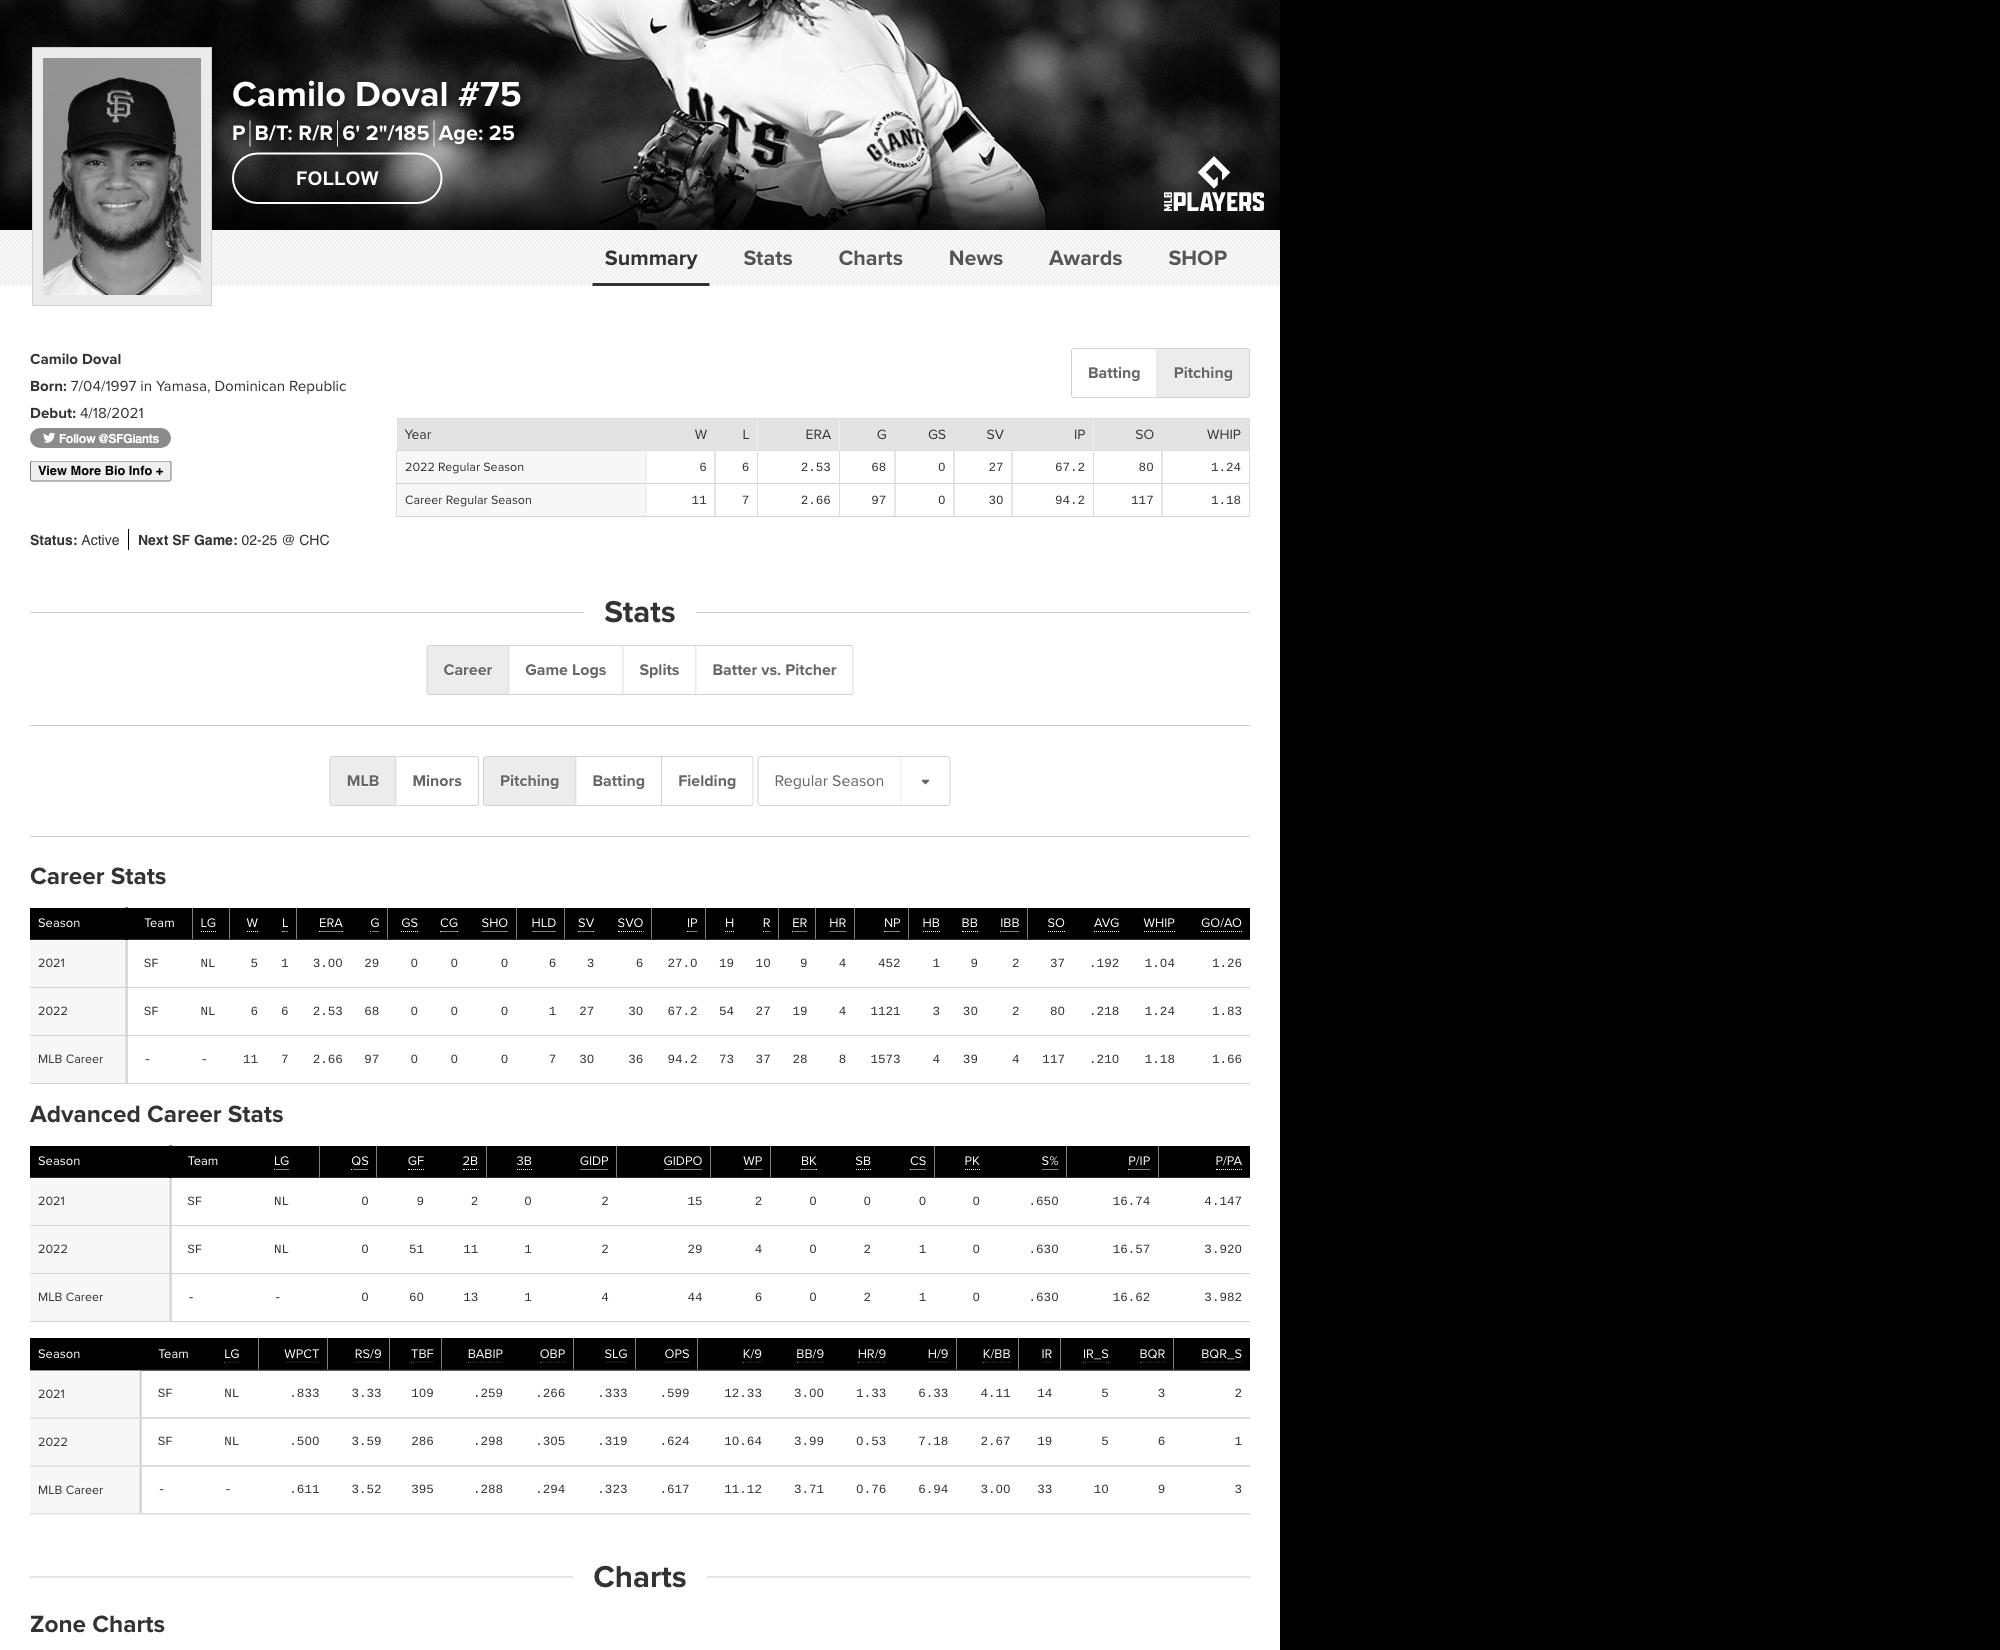 Camilo Doval #75
P B/T: R/R 6' 2"/185 Age: 25
FOLLOW
NTS
SAN FRANCISCO
GIANTS
BASEBALL CLUB
SF
MLB PLAYERS
Summary Stats Charts News Awards SHOP
Camilo Doval
Born: 7/04/1997 in Yamasa, Dominican Republic
Debut: 4/18/2021
Follow @SFGiants
View More Bio Info +
Batting Pitching
Year W L ERA G GS SV IP SO WHIP
2022 Regular Season 6 6 2.53 68 0 27 67.2 80 1.24
Career Regular Season 11 7 2.66 97 0 30 94.2 117 1.18
Status: Active Next SF Game: 02-25 @ CHC
Stats
Career Game Logs Splits Batter vs. Pitcher
MLB Minors Pitching Batting Fielding Regular Season
Career Stats
Season Team LG W L ERA G GS CG SHO HLD SV SVO IP H R ER HR NP HB BB IBB SO AVG WHIP GO/AO
2021 SF NL 5 1 3.00 29 0 0 0 6 3 6 27.0 19 10 9 4 452 1 9 2 37 .192 1.04 1.26
2022 SF NL 6 6 2.53 68 0 0 0 1 27 30 67.2 54 27 19 4 1121 3 30 2 80 .218 1.24 1.83
MLB Career - - 11 7 2.66 97 0 0 0 7 30 36 94.2 73 37 28 8 1573 4 39 4 117 .210 1.18 1.66
Advanced Career Stats
Season Team LG QS GF 2B 3B GIDP GIDPO WP BK SB CS PK S% P/IP P/PA
2021 SF NL 0 9 2 0 2 15 2 0 0 0 0 .650 16.74 4.147
2022 SF NL 0 51 11 1 2 29 4 0 2 1 0 .630 16.57 3.920
MLB Career - - 0 60 13 1 4 44 6 0 2 1 0 .630 16.62 3.982
Season Team LG WPCT RS/9 TBF BABIP OBP SLG OPS K/9 BB/9 HR/9 H/9 K/BB IR IR_S BQR BQR_S
2021 SF NL .833 3.33 109 .259 .266 .333 .599 12.33 3.00 1.33 6.33 4.11 14 5 3 2
2022 SF NL .500 3.59 286 .298 .305 .319 .624 10.64 3.99 0.53 7.18 2.67 19 5 6 1
MLB Career - - .611 3.52 395 .288 .294 .323 .617 11.12 3.71 0.76 6.94 3.00 33 10 9 3
Charts
Zone Charts